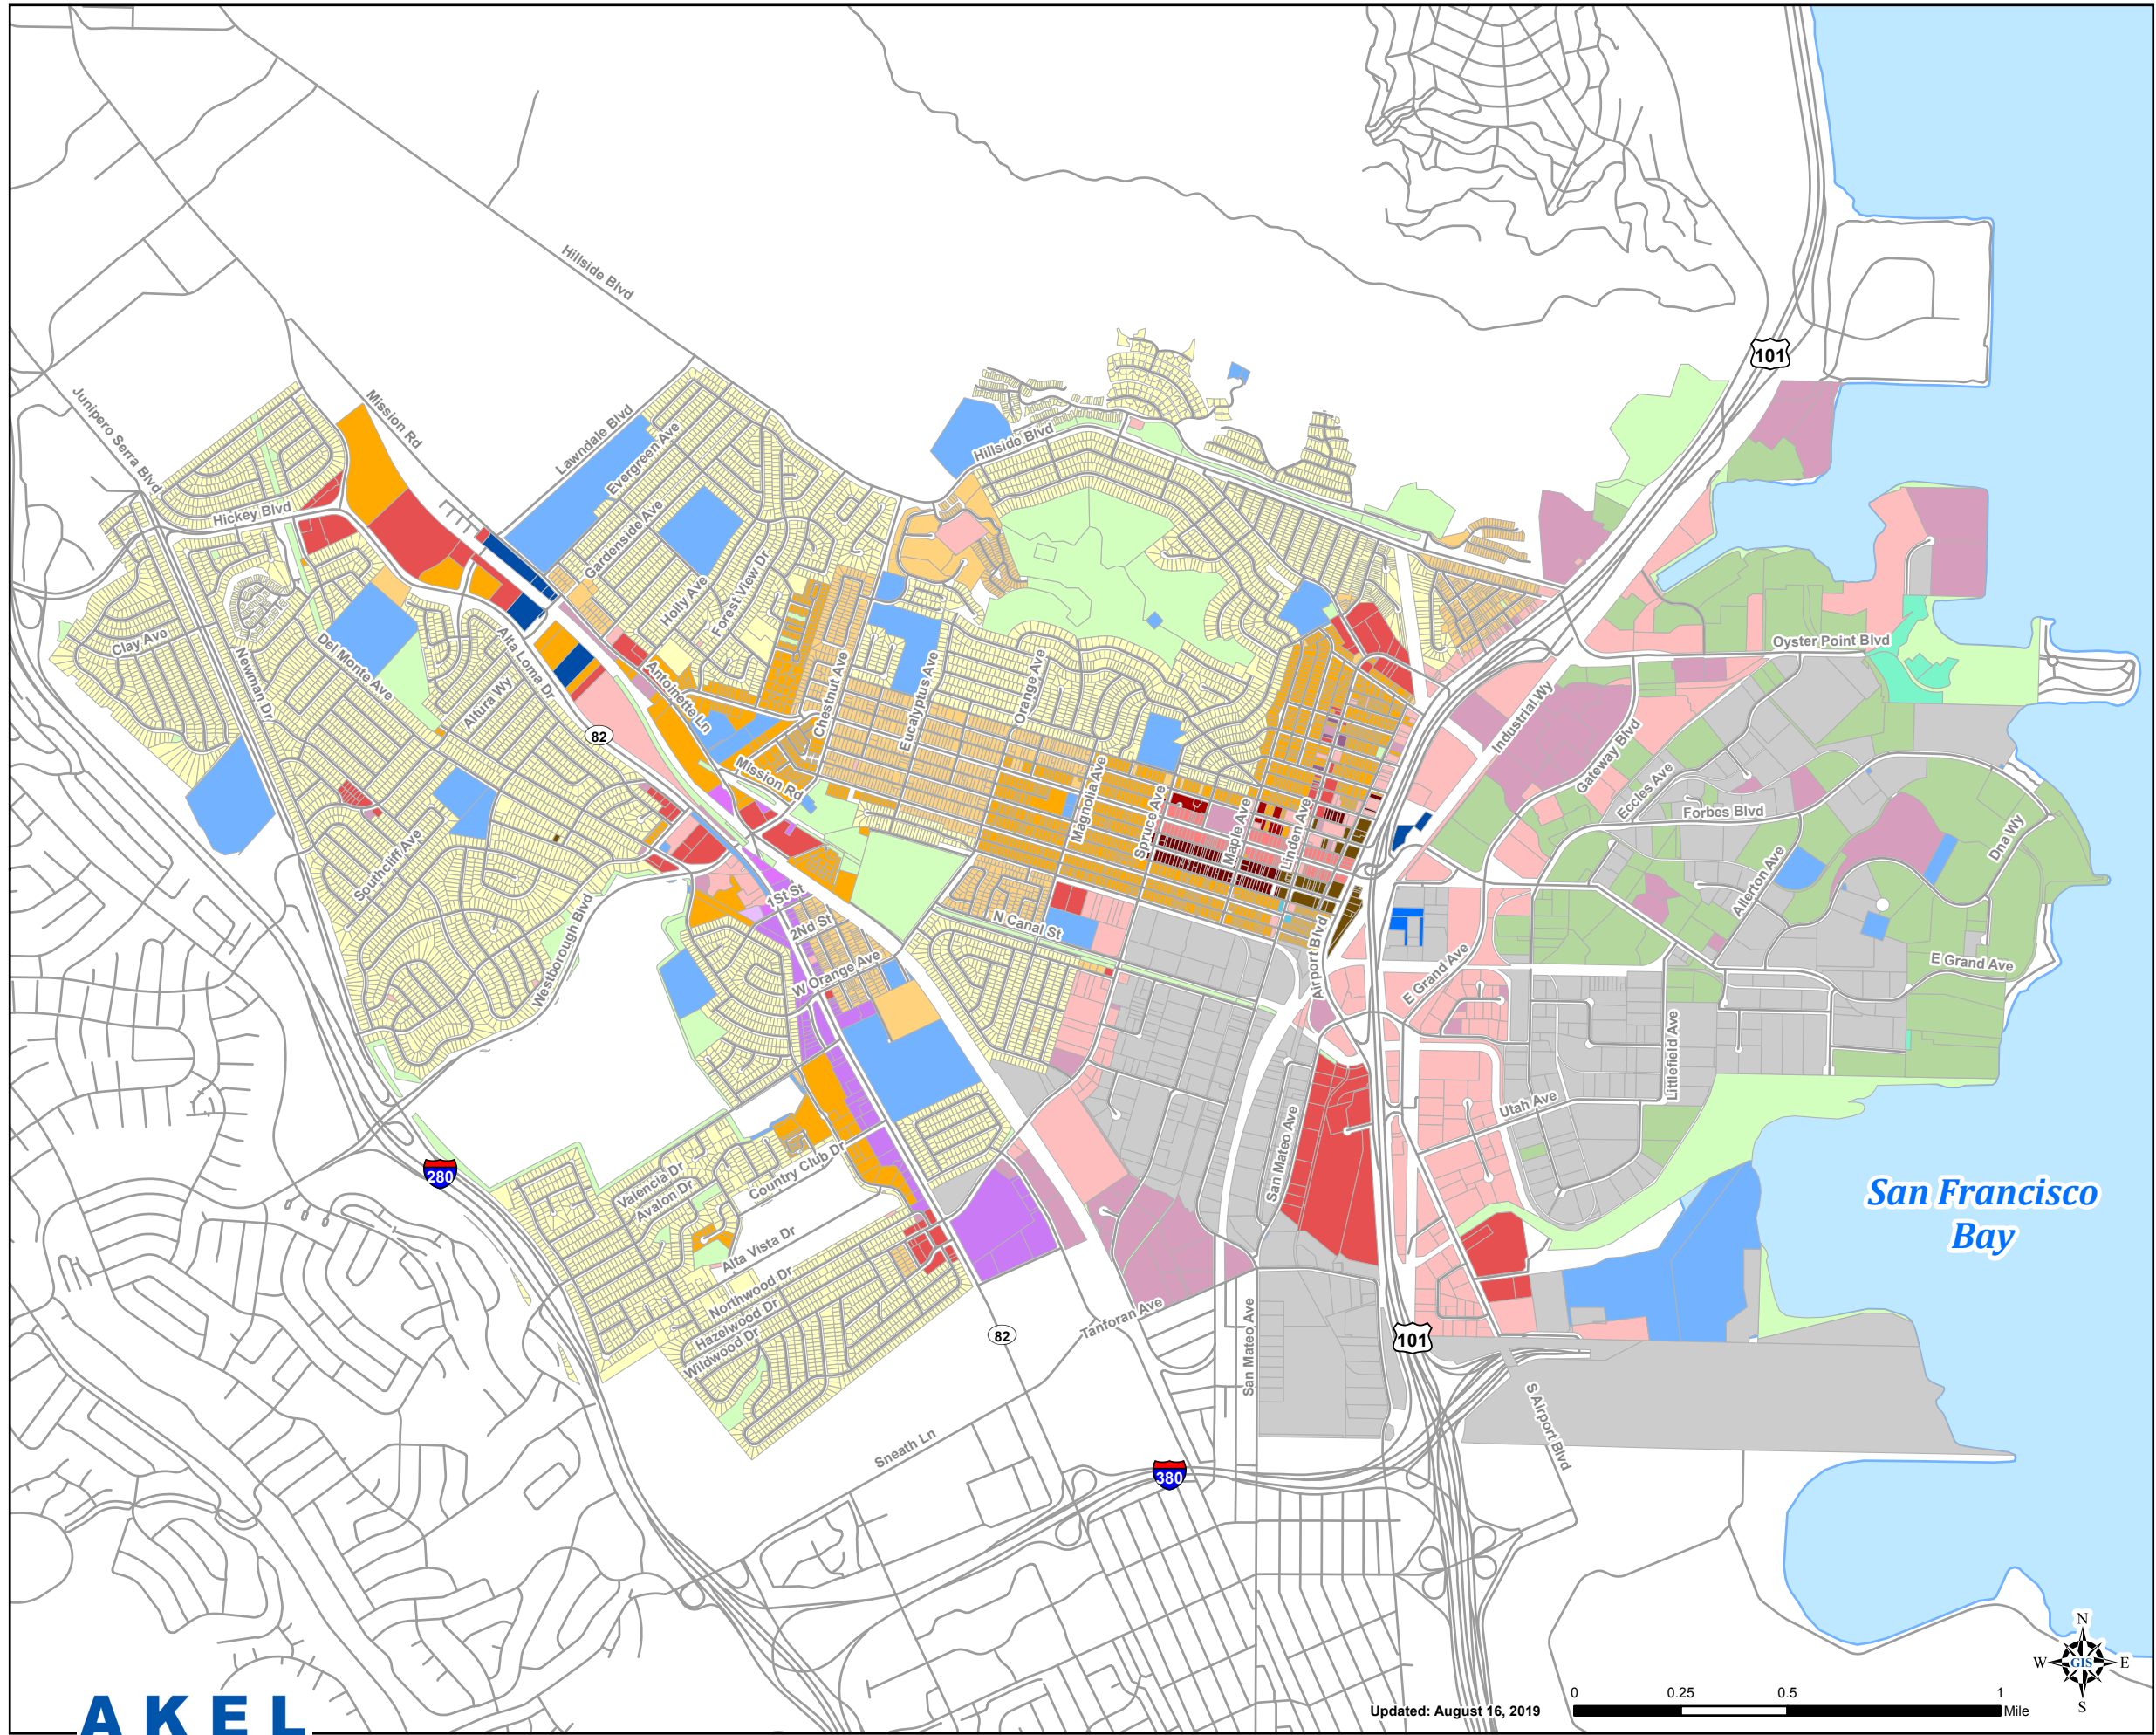 Hillside Blvd
101
Junipero Serra Blvd
Mission Rd
Lawndale Blvd
Evergreen Ave
Hillside Blvd
Hickey Blvd
Gardenside Ave
Holly Ave
Forest View Dr
Clay Ave
Newman Dr
Del Monte Ave
Alta Loma Dr
Altura Wy
Antoinette Ln
Chestnut Ave
Eucalyptus Ave
Orange Ave
Oyster Point Blvd
Industrial Wy
Gateway Blvd
82
Mission Rd
Magnolia Ave
Spruce Ave
Maple Ave
Linden Ave
Eccles Ave
Forbes Blvd
Dna Wy
Allerton Ave
Southcliff Ave
1St St
2Nd St
N Canal St
Westborough Blvd
W Orange Ave
Airport Blvd
E Grand Ave
E Grand Ave
Littlefield Ave
Utah Ave
San Mateo Ave
280
Valencia Dr
Avalon Dr
Country Club Dr
Alta Vista Dr
Northwood Dr
Hazelwood Dr
Wildwood Dr
San Francisco
Bay
82
Tanforan Ave
San Mateo Ave
101
S Airport Blvd
Sneath Ln
380
N
W GIS E
S
AKEL
Updated: August 16, 2019
0 0.25 0.5 1
Mile